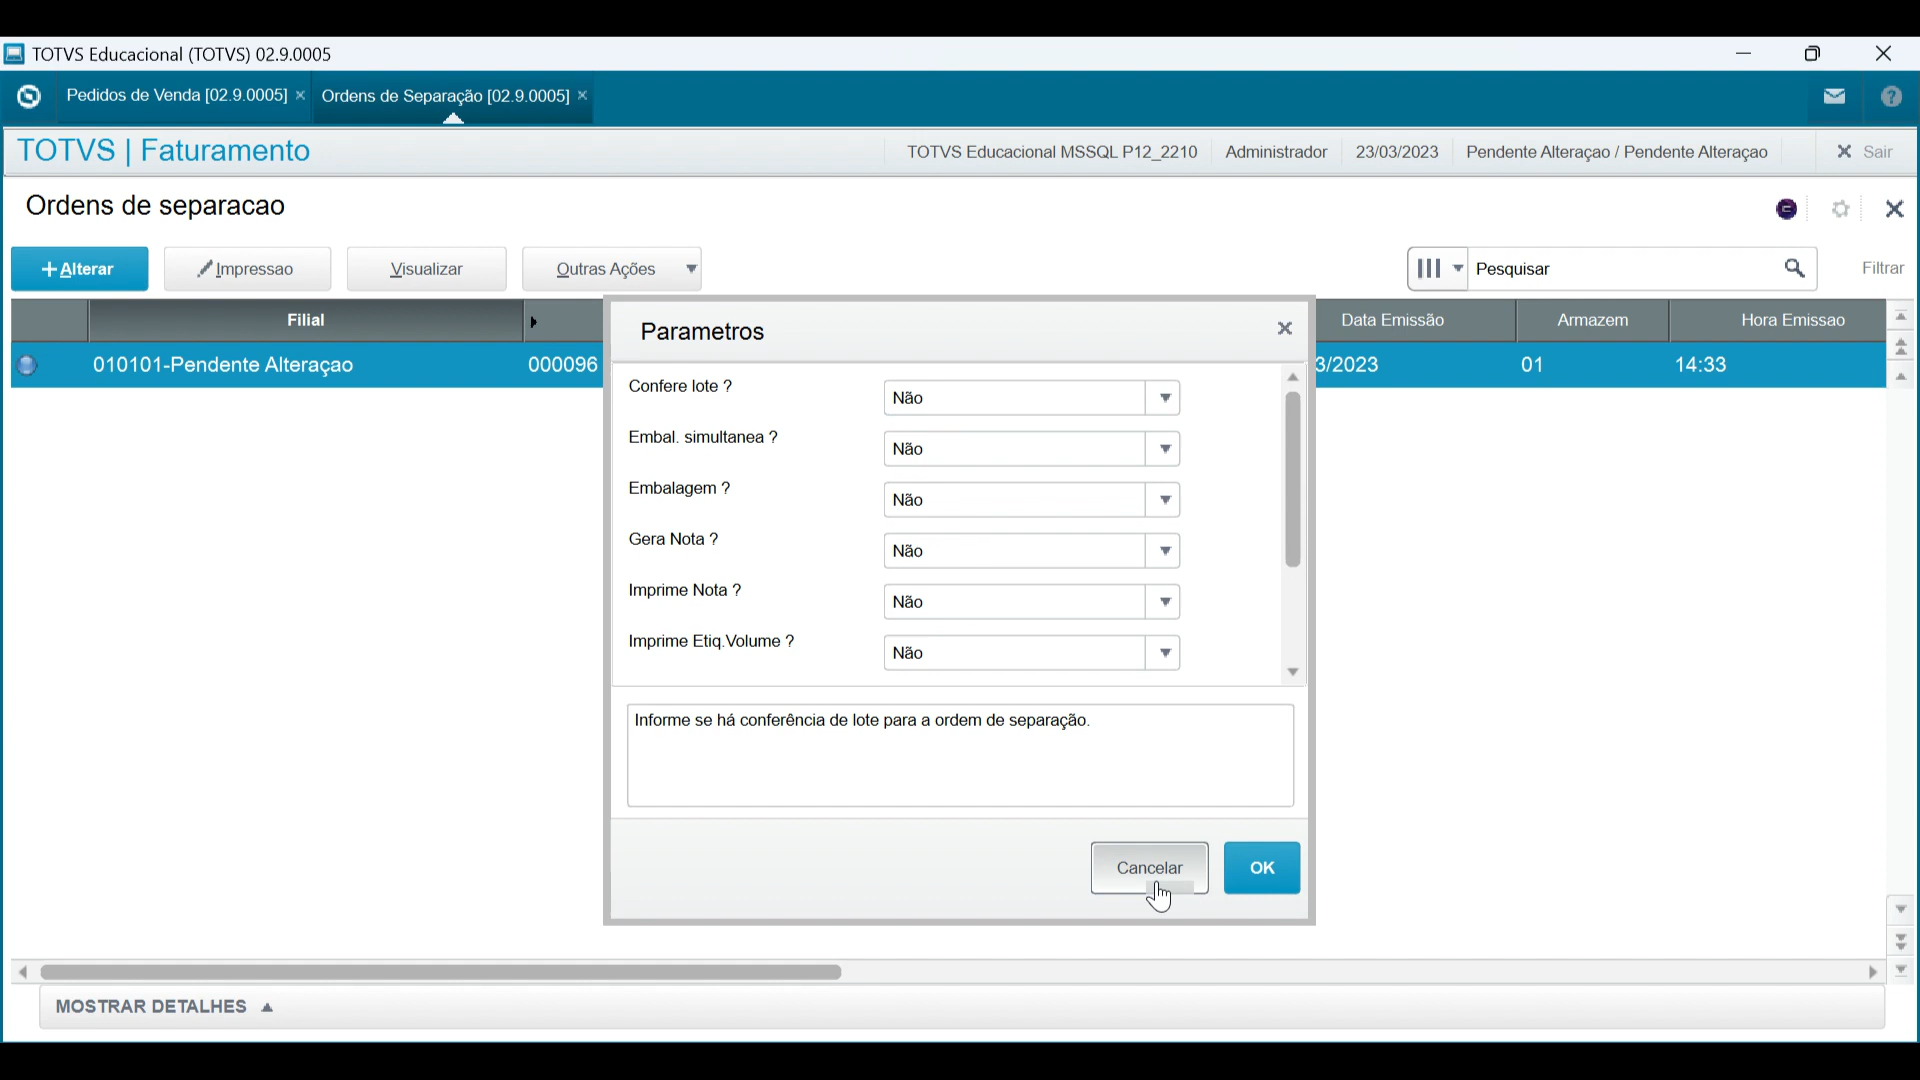 TOTVS Educacional (TOTVS) 02.9.0005
Pedidos de Venda [02.9.0005] Ordens de Separação [02.9.0005]
TOTVS | Faturamento TOTVS Educacional MSSQL P12_2210 Administrador 23/03/2023 Pendente Alteraçao / Pendente Alteraçao Sair
Ordens de separacao
+ Alterar Impressao Visualizar Outras Ações Pesquisar Filtrar
Filial Data Emissão Armazem Hora Emissao
010101-Pendente Alteraçao 000096 3/2023 01 14:33
Parametros
Confere lote ? Não
Embal. simultanea ? Não
Embalagem ? Não
Gera Nota ? Não
Imprime Nota ? Não
Imprime Etiq.Volume ? Não
Informe se há conferência de lote para a ordem de separação.
Cancelar OK
MOSTRAR DETALHES